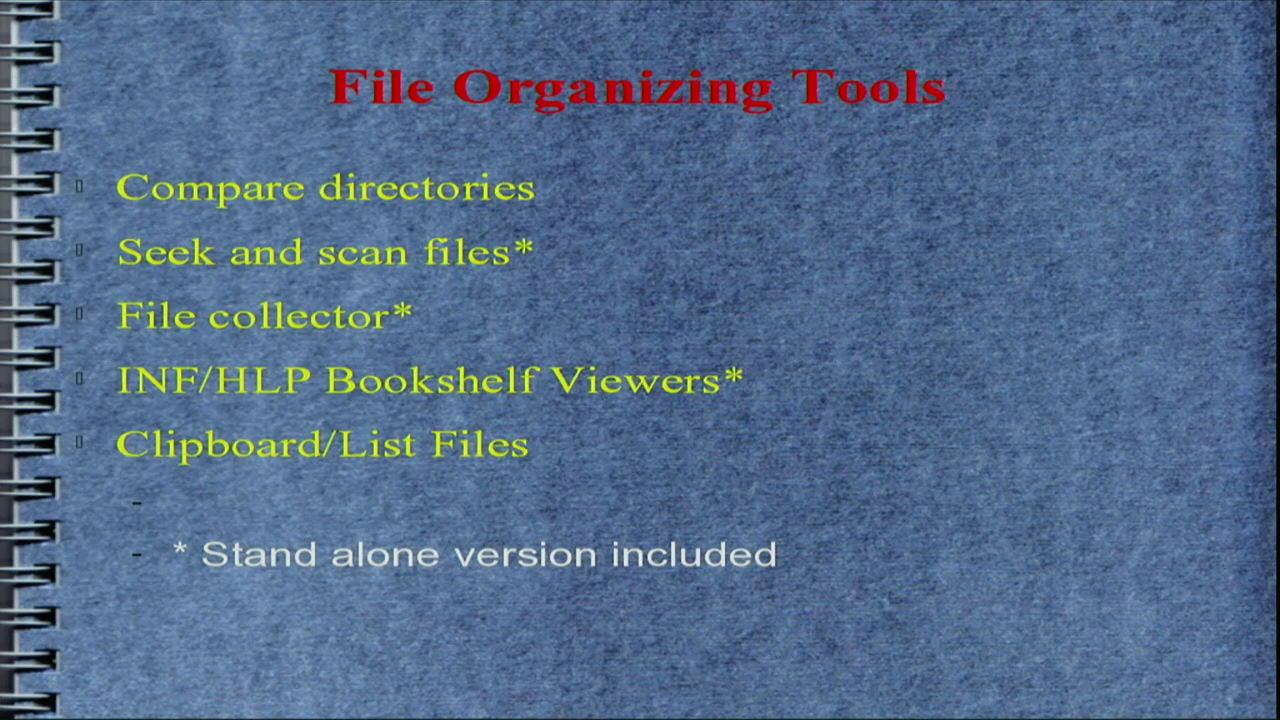 File Organizing Tools
Compare directories
Seek and scan files*
File collector*
INF/HLP Bookshelf Viewers*
Clipboard/List Files
-
- * Stand alone version included